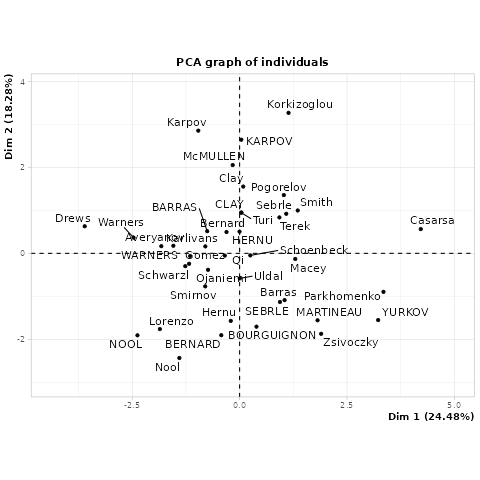 PCA graph of individuals
Dim 2 (18.28%)
4
2
0
-2
Korkizoglou
Karpov
KARPOV
McMULLEN
Clay
Pogorelov
BARRAS
CLAY
Sebrle
Smith
Drews
Warners
Bernard
Turi
Terek
Casarsa
Averyanov
Karlivans
HERNU
WARNERS
Gomez
Qi
Schoenbeck
Schwarzl
Ojaniemi
Uldal
Macey
Smirnov
Barras
Parkhomenko
Lorenzo
Hernu
SEBRLE
MARTINEAU
YURKOV
NOOL
BERNARD
BOURGUIGNON
Zsivoczky
Nool
-2.5
0.0
2.5
5.0
Dim 1 (24.48%)